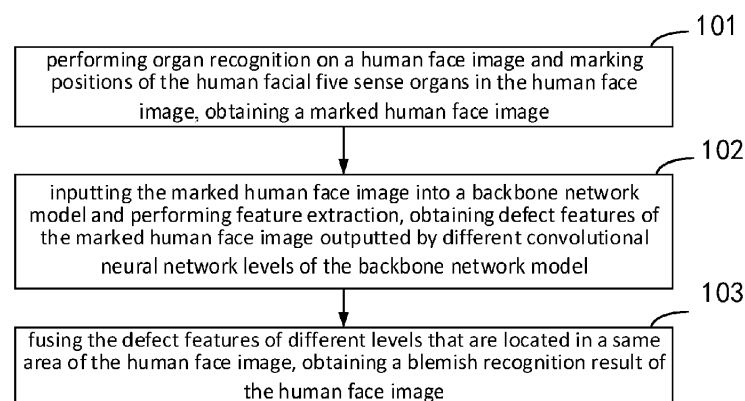 101
performing organ recognition on a human face image and marking
positions of the human facial five sense organs in the human face
image, obtaining a marked human face image
102
inputting the marked human face image into a backbone network
model and performing feature extraction, obtaining defect features of
the marked human face image outputted by different convolutional
neural network levels of the backbone network model
103
fusing the defect features of different levels that are located in a same
area of the human face image, obtaining a blemish recognition result of
the human face image